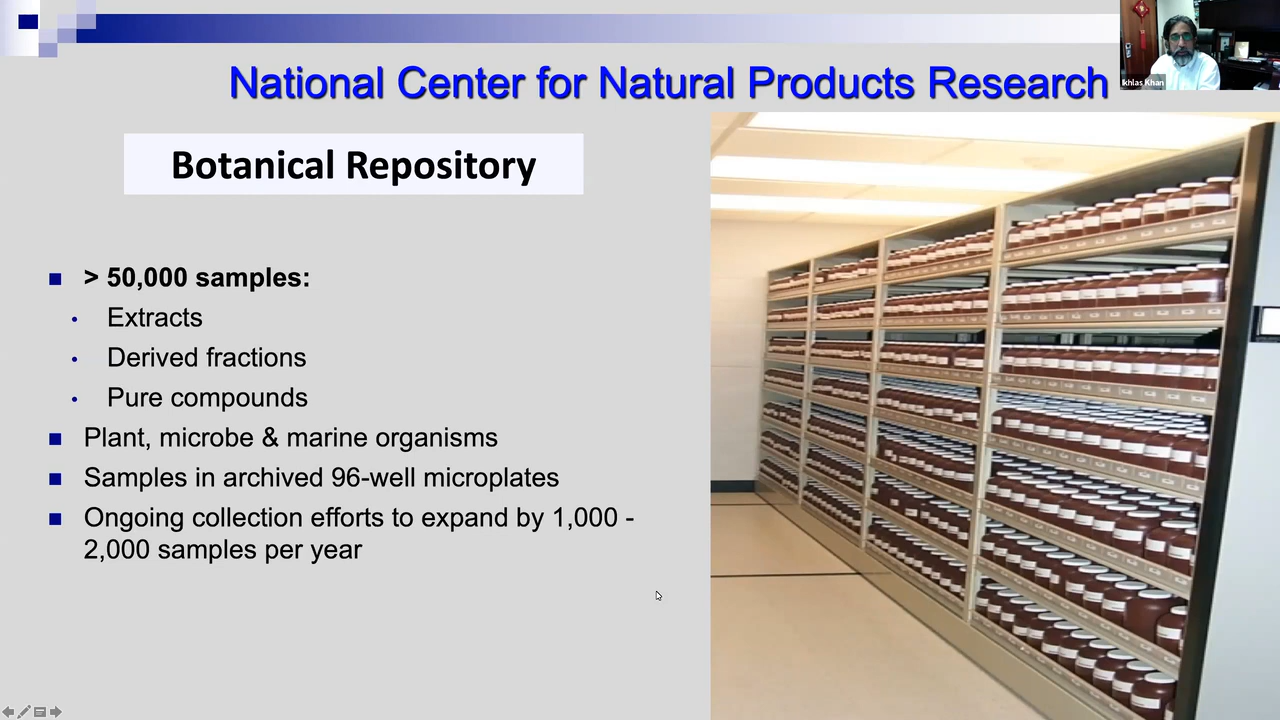 National Center for Natural Products Research
Ikhlas Khan
Botanical Repository
> 50,000 samples:
Extracts
Derived fractions
Pure compounds
Plant, microbe & marine organisms
Samples in archived 96-well microplates
Ongoing collection efforts to expand by 1,000 -
2,000 samples per year